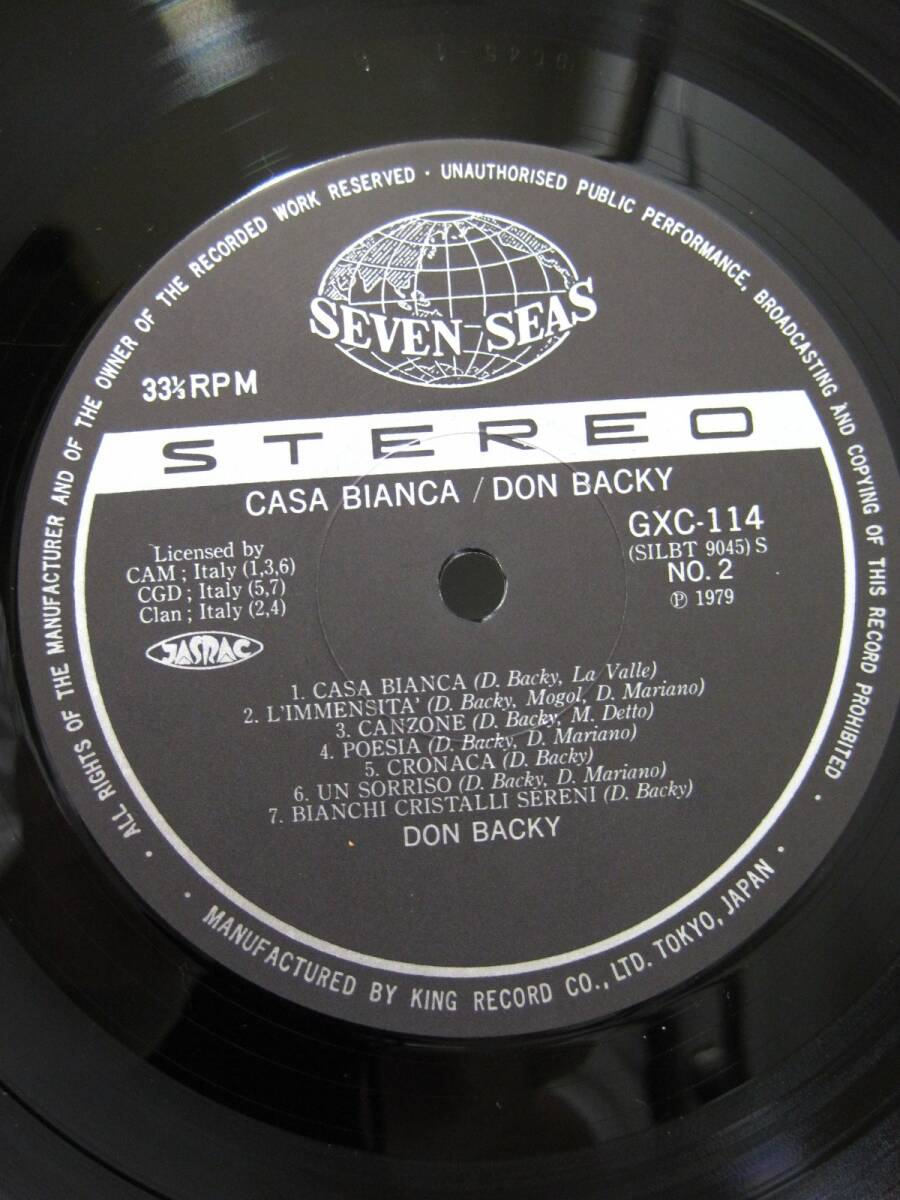 ALL RIGHTS OF THE MANUFACTURER AND OF THE OWNER OF THE RECORDED WORK RESERVED · UNAUTHORISED PUBLIC PERFORMANCE, BROADCASTING AND COPYING OF THIS RECORD PROHIBITED ·
SEVEN SEAS
33⅓RPM
STEREO
CASA BIANCA / DON BACKY
GXC-114
(SILBT 9045) S
NO. 2
Ⓟ 1979
Licensed by
CAM ; Italy (1,3,6)
CGD ; Italy (5,7)
Clan ; Italy (2,4)
JASRAC
1. CASA BIANCA (D. Backy, La Valle)
2. L'IMMENSITA' (D. Backy, Mogol, D. Mariano)
3. CANZONE (D. Backy, M. Detto)
4. POESIA (D. Backy, D. Mariano)
5. CRONACA (D. Backy)
6. UN SORRISO (D. Backy, D. Mariano)
7. BIANCHI CRISTALLI SERENI (D. Backy)
DON BACKY
· MANUFACTURED BY KING RECORD CO., LTD. TOKYO, JAPAN ·